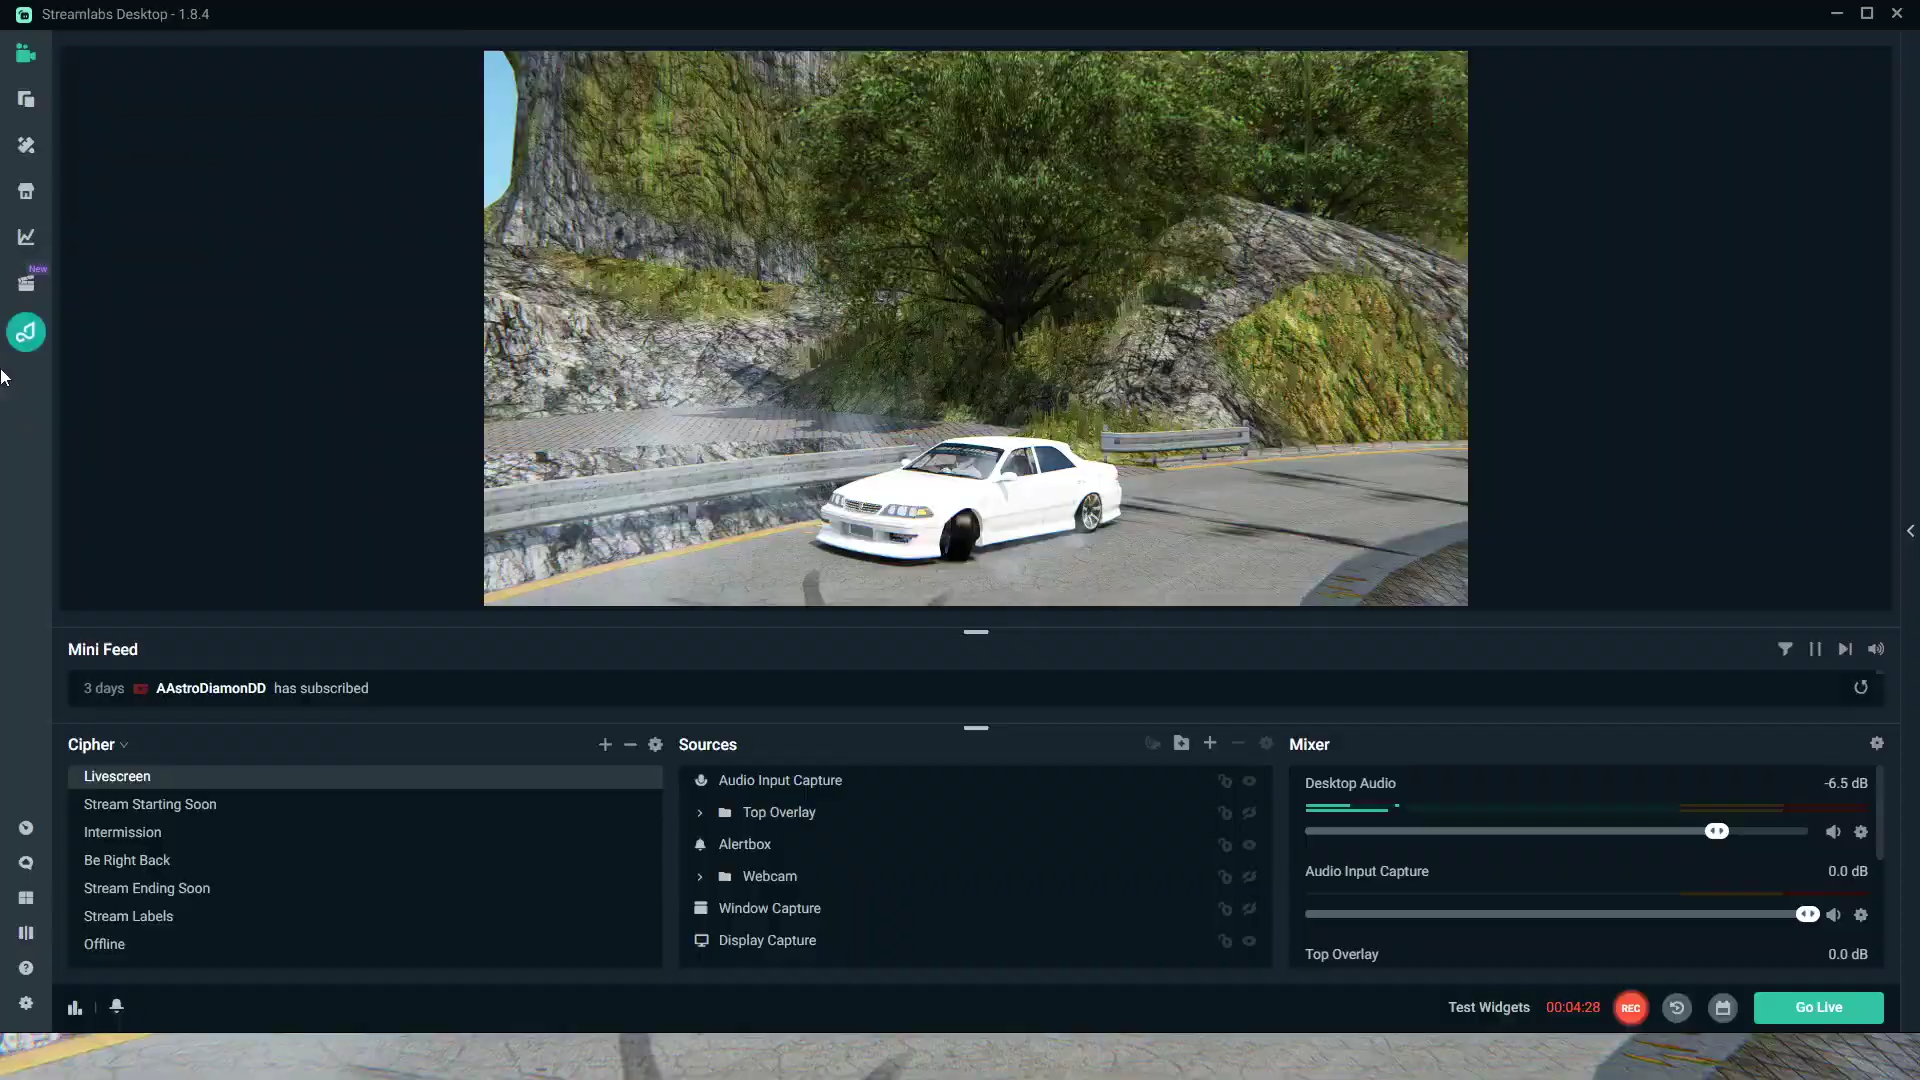 Streamlabs Desktop - 1.8.4
New
Mini Feed
3 days AAstroDiamonDD has subscribed
Cipher
Livescreen
Stream Starting Soon
Intermission
Be Right Back
Stream Ending Soon
Stream Labels
Offline
Sources
Audio Input Capture
Top Overlay
Alertbox
Webcam
Window Capture
Display Capture
Mixer
Desktop Audio -6.5 dB
Audio Input Capture 0.0 dB
Top Overlay 0.0 dB
Test Widgets 00:04:28 REC Go Live